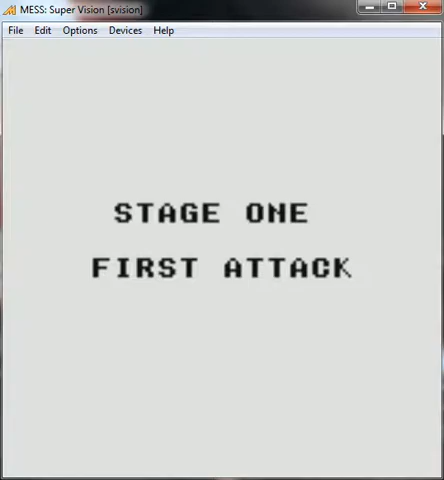 MESS: Super Vision [svision]
File Edit Options Devices Help
STAGE ONE
FIRST ATTACK